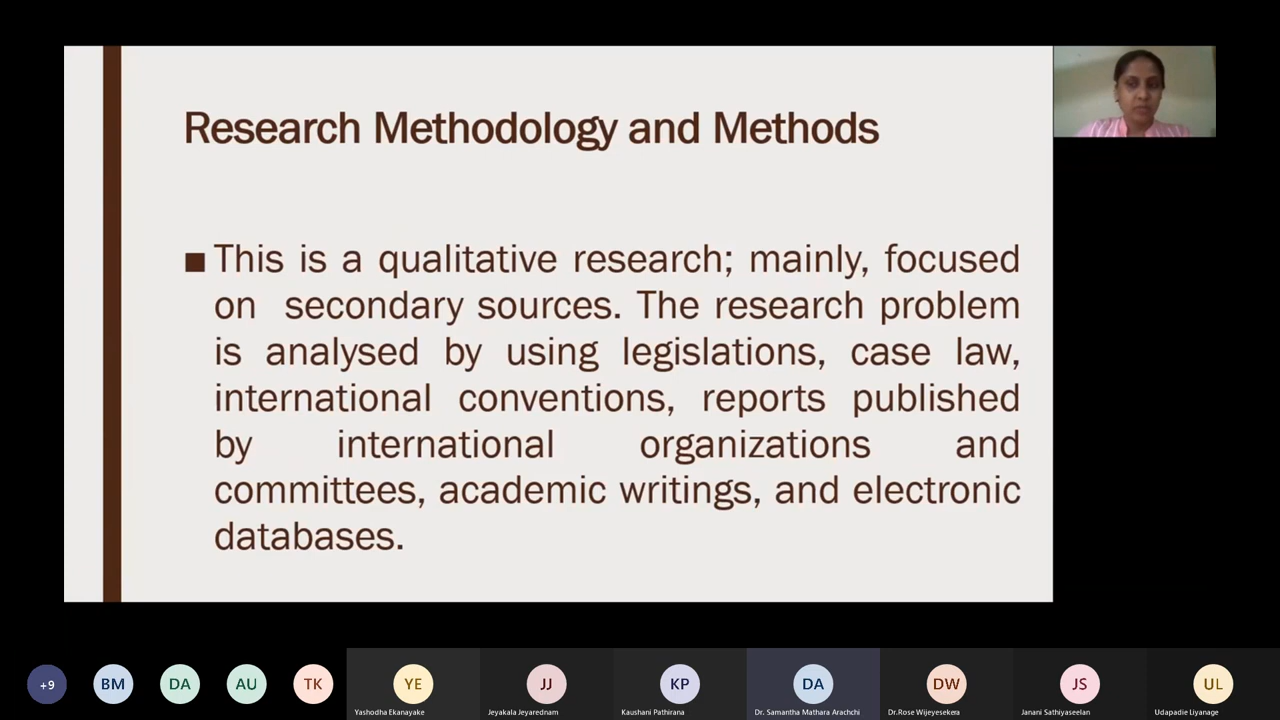 Research Methodology and Methods
■ This is a qualitative research; mainly, focused
on secondary sources. The research problem
is analysed by using legislations, case law,
international conventions, reports published
by international organizations and
committees, academic writings, and electronic
databases.
+9 BM DA AU TK YE JJ KP DA DW JS UL
Yashodha Ekanayake Jeyakala Jeyarednam Kaushani Pathirana Dr. Samantha Mathara Arachchi Dr.Rose Wijeyesekera Janani Sathiyaseelan Udapadie Liyanage